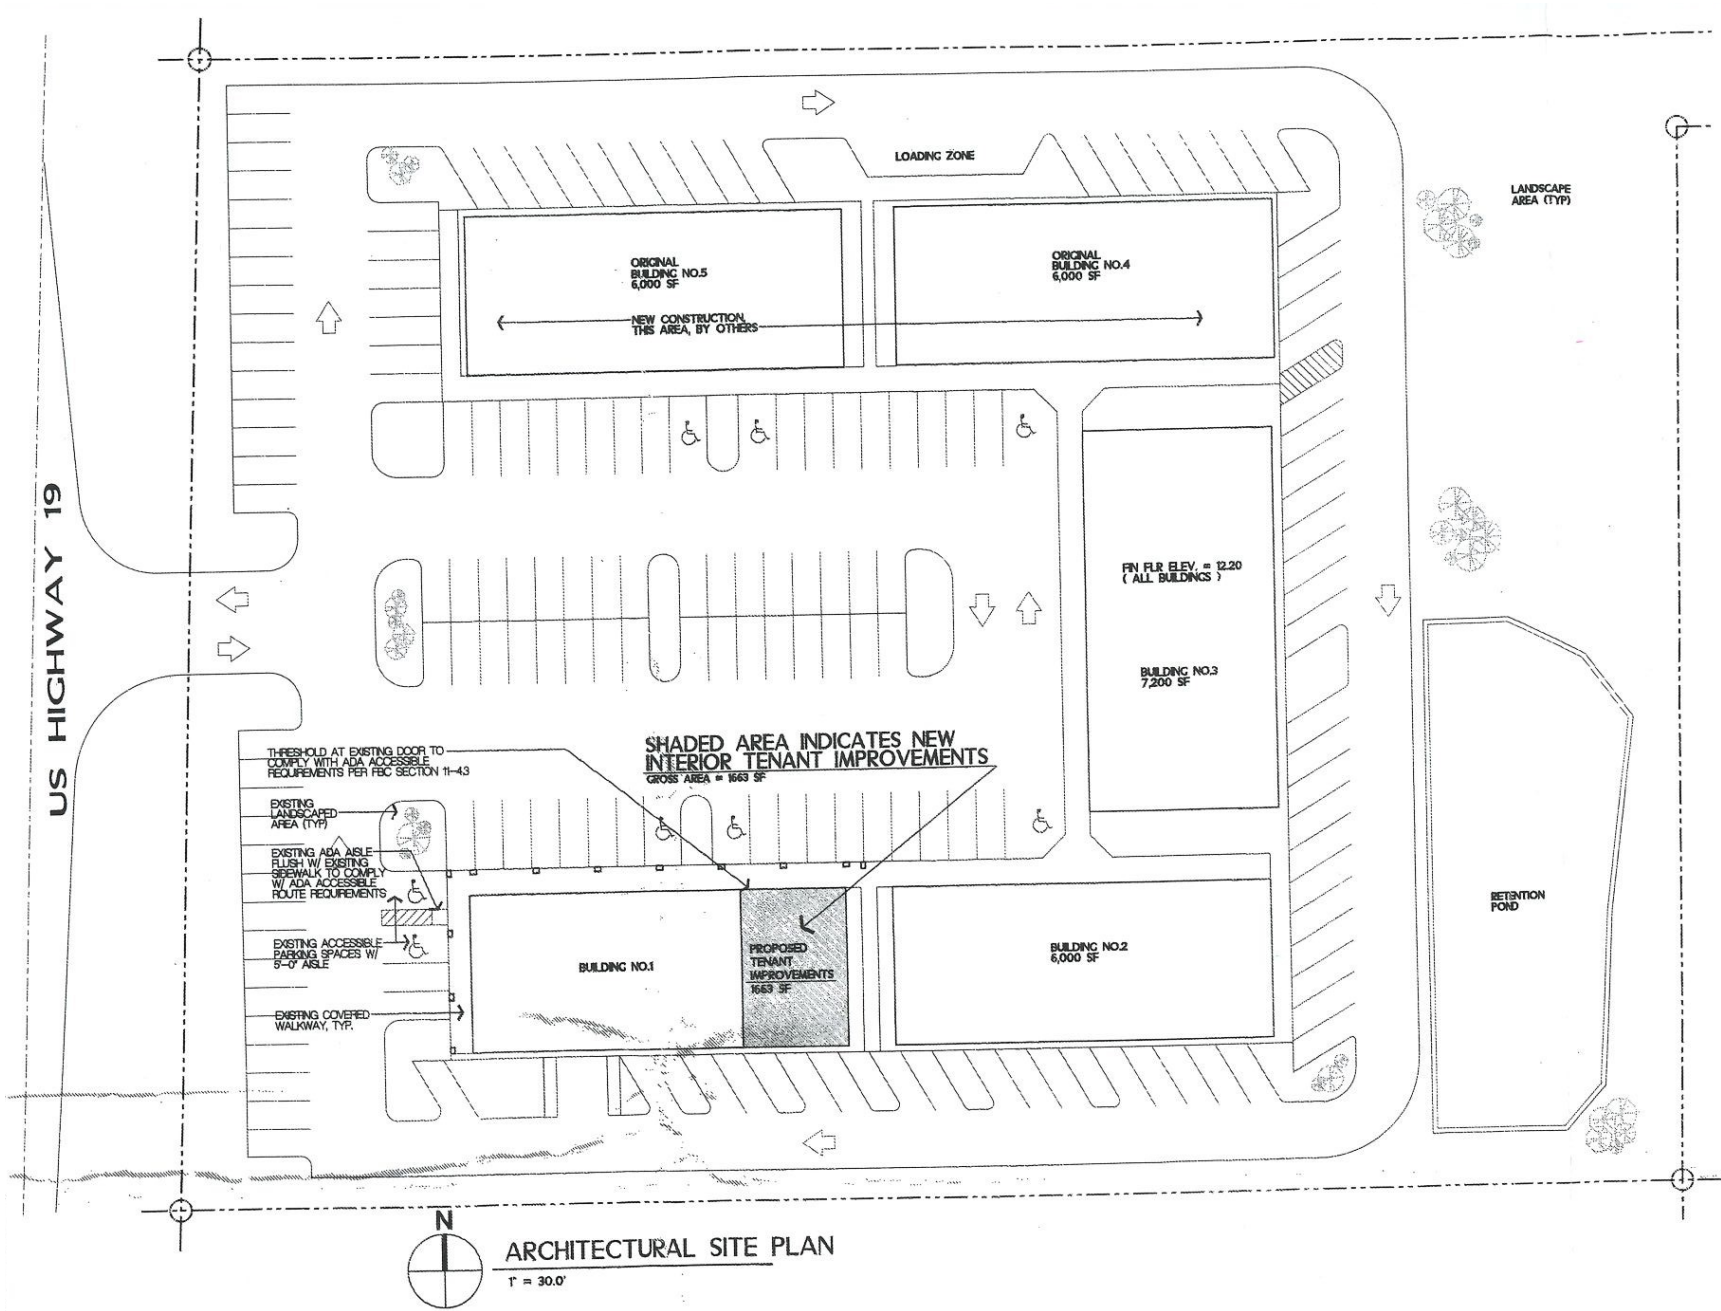 LOADING ZONE
LANDSCAPE
AREA (TYP)
ORIGINAL
BUILDING NO.5
6,000 SF
ORIGINAL
BUILDING NO.4
6,000 SF
NEW CONSTRUCTION,
THIS AREA, BY OTHERS
US HIGHWAY 19
FIN FLR ELEV. = 12.20
( ALL BUILDINGS )
BUILDING NO.3
7,200 SF
SHADED AREA INDICATES NEW
INTERIOR TENANT IMPROVEMENTS
GROSS AREA = 1663 SF
THRESHOLD AT EXISTING DOOR TO
COMPLY WITH ADA ACCESSIBLE
REQUIREMENTS PER FBC SECTION 11-4.3
EXISTING
LANDSCAPED
AREA (TYP)
EXISTING ADA AISLE
FLUSH W/ EXISTING
SIDEWALK TO COMPLY
W/ ADA ACCESSIBLE
ROUTE REQUIREMENTS
EXISTING ACCESSIBLE
PARKING SPACES W/
5'-0" AISLE
EXISTING COVERED
WALKWAY, TYP.
BUILDING NO.1
PROPOSED
TENANT
IMPROVEMENTS
1663 SF
BUILDING NO.2
6,000 SF
RETENTION
POND
N
ARCHITECTURAL SITE PLAN
1" = 30.0'